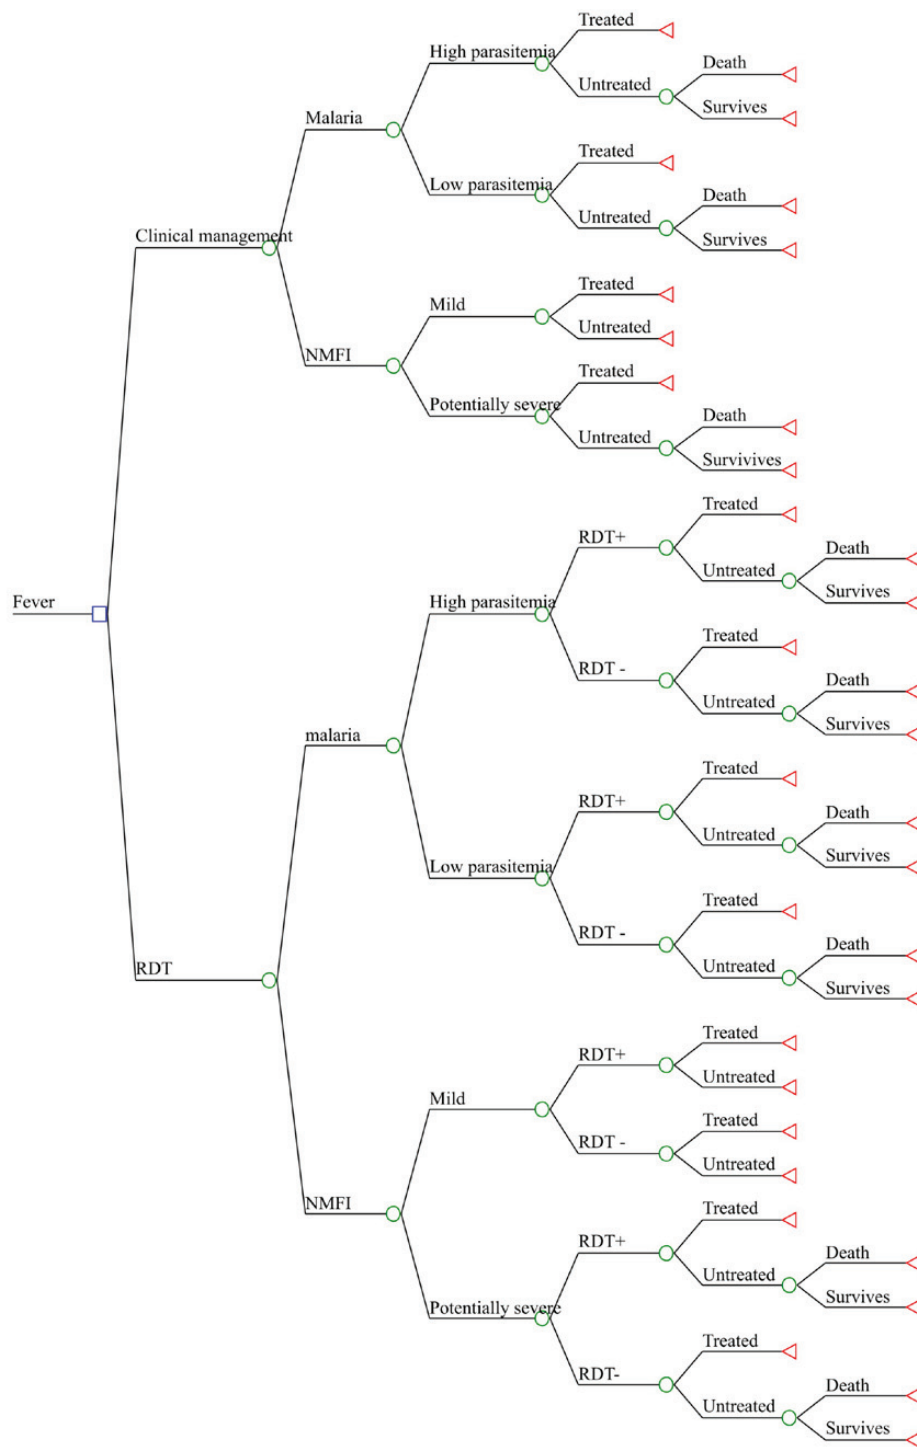 Treated
High parasitemia
Death
Untreated
Survives
Malaria
Treated
Low parasitemia
Death
Untreated
Survives
Clinical management
Treated
Mild
Untreated
NMFI
Treated
Potentially severe
Death
Untreated
Survivives
Treated
RDT+
Death
Untreated
Survives
Fever
High parasitemia
Treated
RDT -
Death
Untreated
Survives
malaria
Treated
RDT+
Death
Untreated
Survives
Low parasitemia
Treated
RDT -
Death
Untreated
Survives
RDT
Treated
RDT+
Untreated
Mild
Treated
RDT -
Untreated
NMFI
Treated
RDT+
Death
Untreated
Survives
Potentially severe
Treated
RDT-
Death
Untreated
Survives